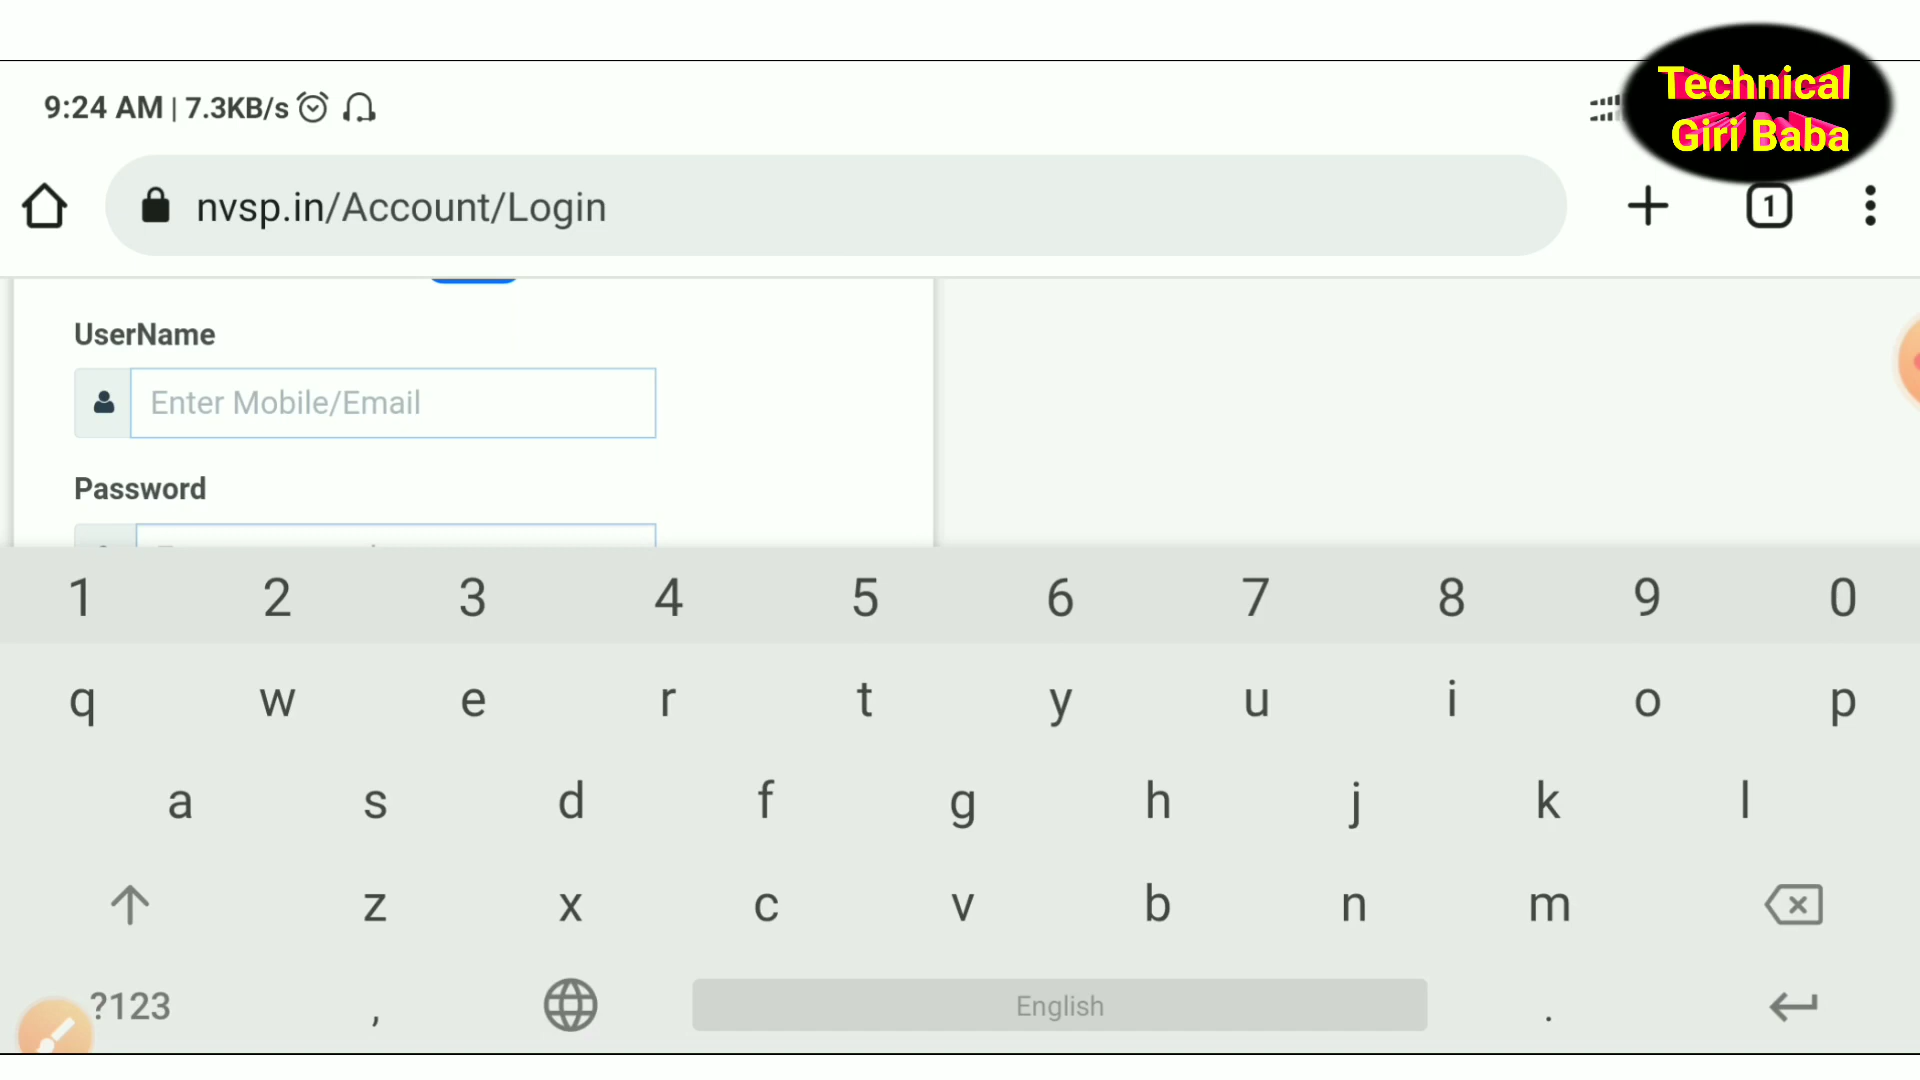 Technical
Giri Baba
9:24 AM | 7.3KB/s
nvsp.in/Account/Login
1
UserName
Enter Mobile/Email
Password
1 2 3 4 5 6 7 8 9 0
q w e r t y u i o p
a s d f g h j k l
z x c v b n m
?123 , English .